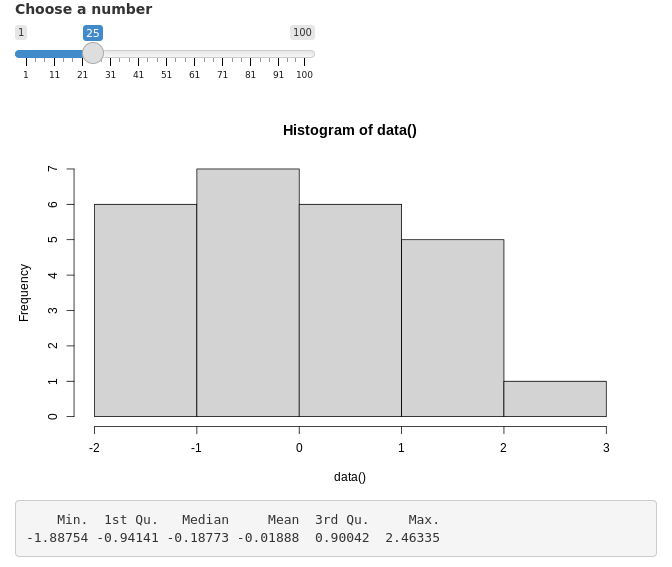 Choose a number
1 25 100
1 11 21 31 41 51 61 71 81 91 100
Histogram of data()
7
6
5
4
3
2
1
0
Frequency
-2 -1 0 1 2 3
data()
Min. 1st Qu. Median Mean 3rd Qu. Max.
-1.88754 -0.94141 -0.18773 -0.01888 0.90042 2.46335